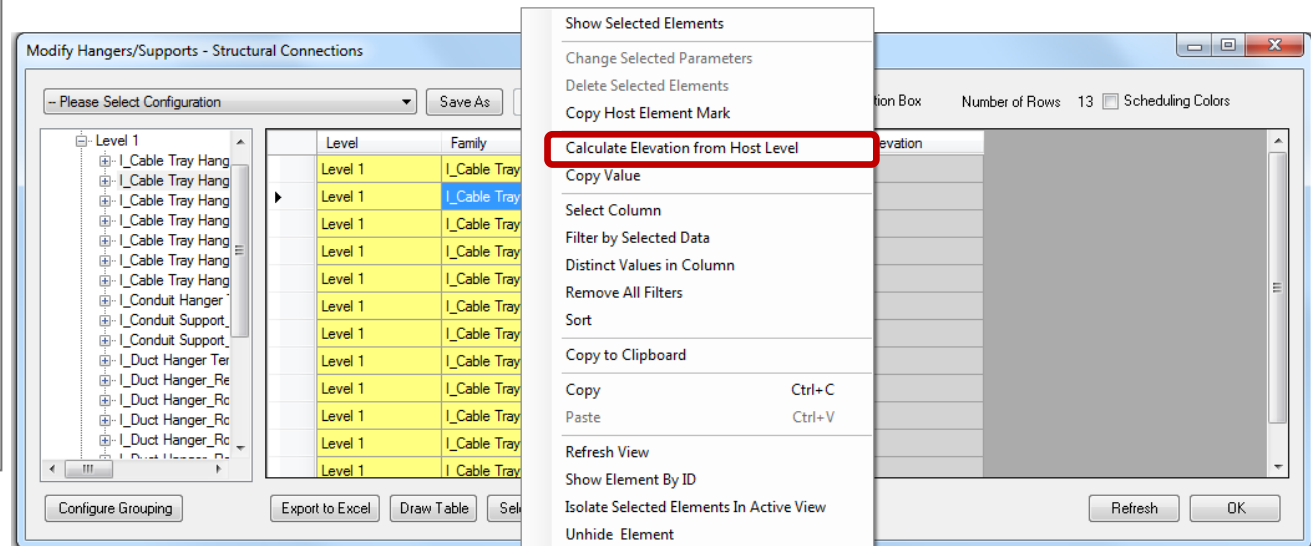 Modify Hangers/Supports - Structural Connections
-- Please Select Configuration
Save As
tion Box
Number of Rows 13
Scheduling Colors
Level 1
I_Cable Tray Hang
I_Cable Tray Hang
I_Cable Tray Hang
I_Cable Tray Hang
I_Cable Tray Hang
I_Cable Tray Hang
I_Cable Tray Hang
I_Conduit Hanger
I_Conduit Support_
I_Conduit Support_
I_Duct Hanger Ter
I_Duct Hanger_Re
I_Duct Hanger_Ro
I_Duct Hanger_Ro
I_Duct Hanger_Ro
Level Family evation
Level 1 I_Cable Tray
Level 1 I_Cable Tray
Level 1 I_Cable Tray
Level 1 I_Cable Tray
Level 1 I_Cable Tray
Level 1 I_Cable Tray
Level 1 I_Cable Tray
Level 1 I_Cable Tray
Level 1 I_Cable Tray
Level 1 I_Cable Tray
Level 1 I_Cable Tray
Level 1 I_Cable Tray
Show Selected Elements
Change Selected Parameters
Delete Selected Elements
Copy Host Element Mark
Calculate Elevation from Host Level
Copy Value
Select Column
Filter by Selected Data
Distinct Values in Column
Remove All Filters
Sort
Copy to Clipboard
Copy Ctrl+C
Paste Ctrl+V
Refresh View
Show Element By ID
Isolate Selected Elements In Active View
Unhide Element
Configure Grouping
Export to Excel
Draw Table
Sel
Refresh
OK